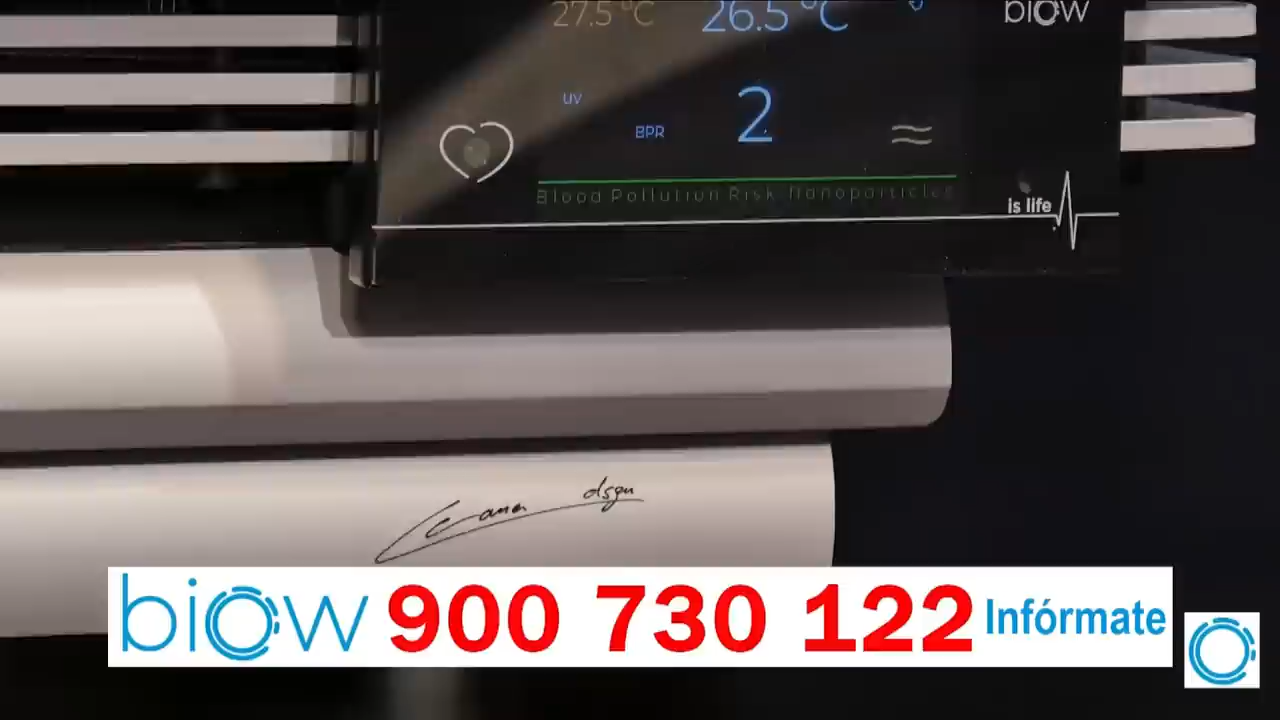 27.5 °C 26.5 °C
biow
UV
2
BPR
Blood Pollution Risk Nanoparticles
is life
dsgn
biow 900 730 122 Infórmate